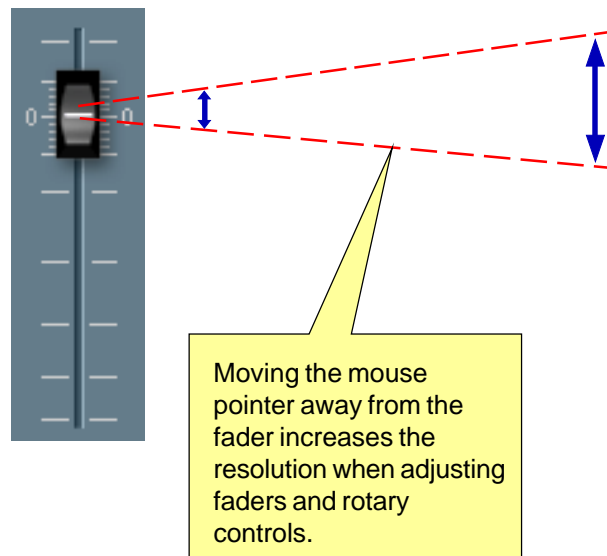 0 0
Moving the mouse
pointer away from the
fader increases the
resolution when adjusting
faders and rotary
controls.